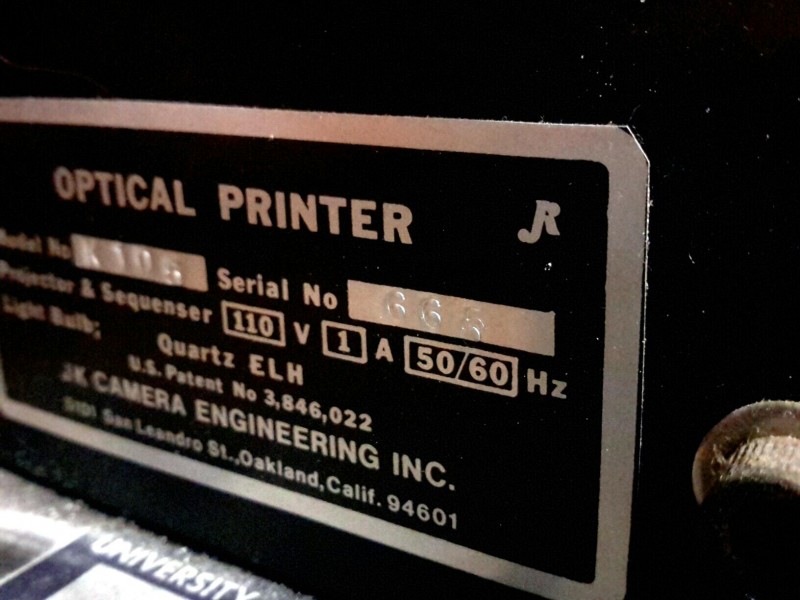 OPTICAL PRINTER JK
Model No K105 Serial No 666
Projector & Sequenser 110 V 1 A 50/60 Hz
Light Bulb; Quartz ELH
U.S. Patent No 3,846,022
JK CAMERA ENGINEERING INC.
5101 San Leandro St.,Oakland,Calif. 94601
UNIVERSITY